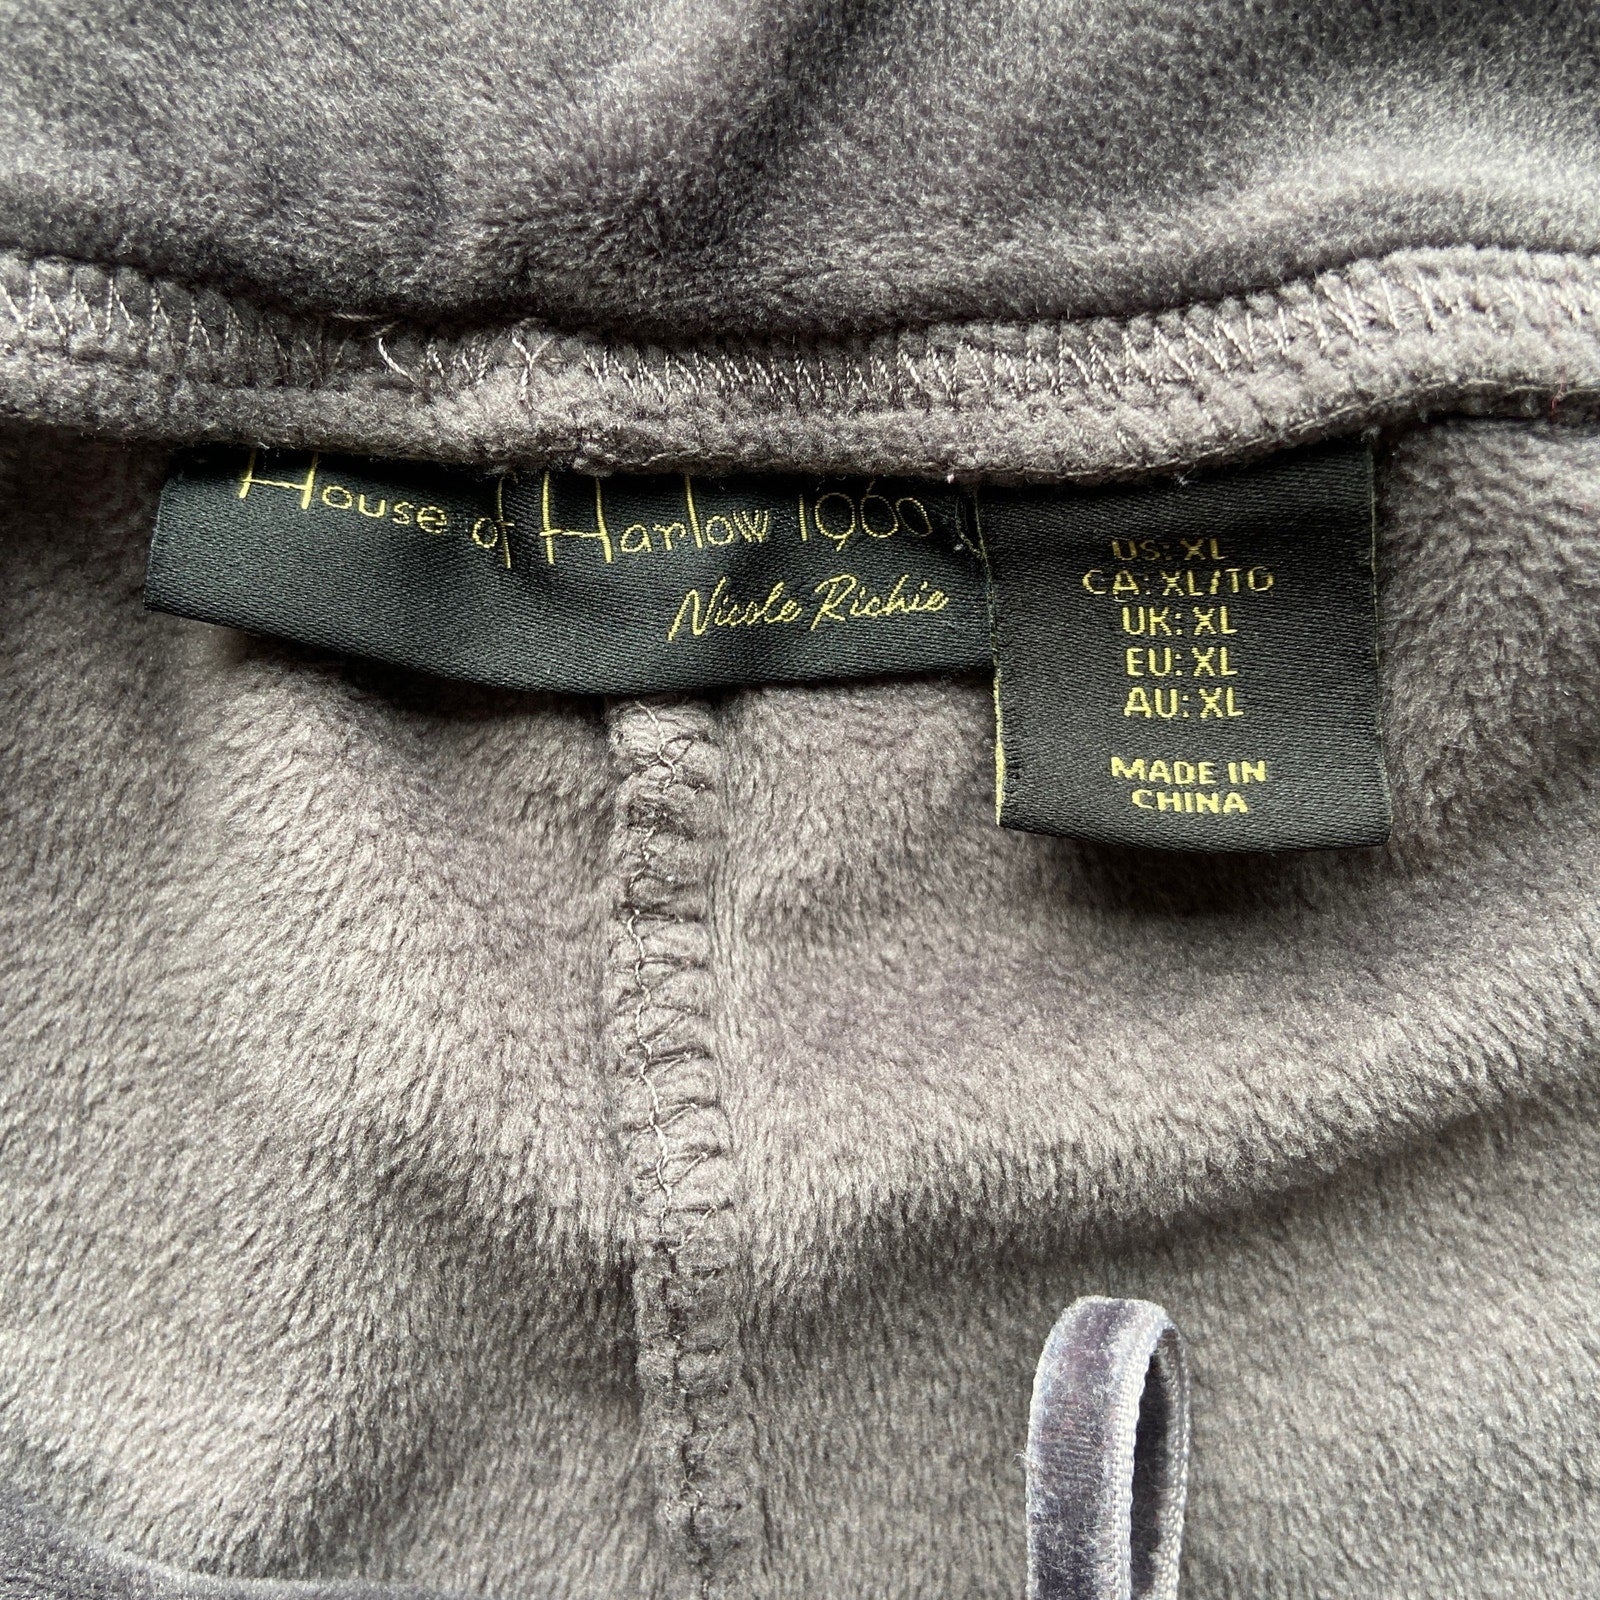 House of Harlow 1960
Nicole Richie
US: XL
CA: XL/TG
UK: XL
EU: XL
AU: XL
MADE IN
CHINA